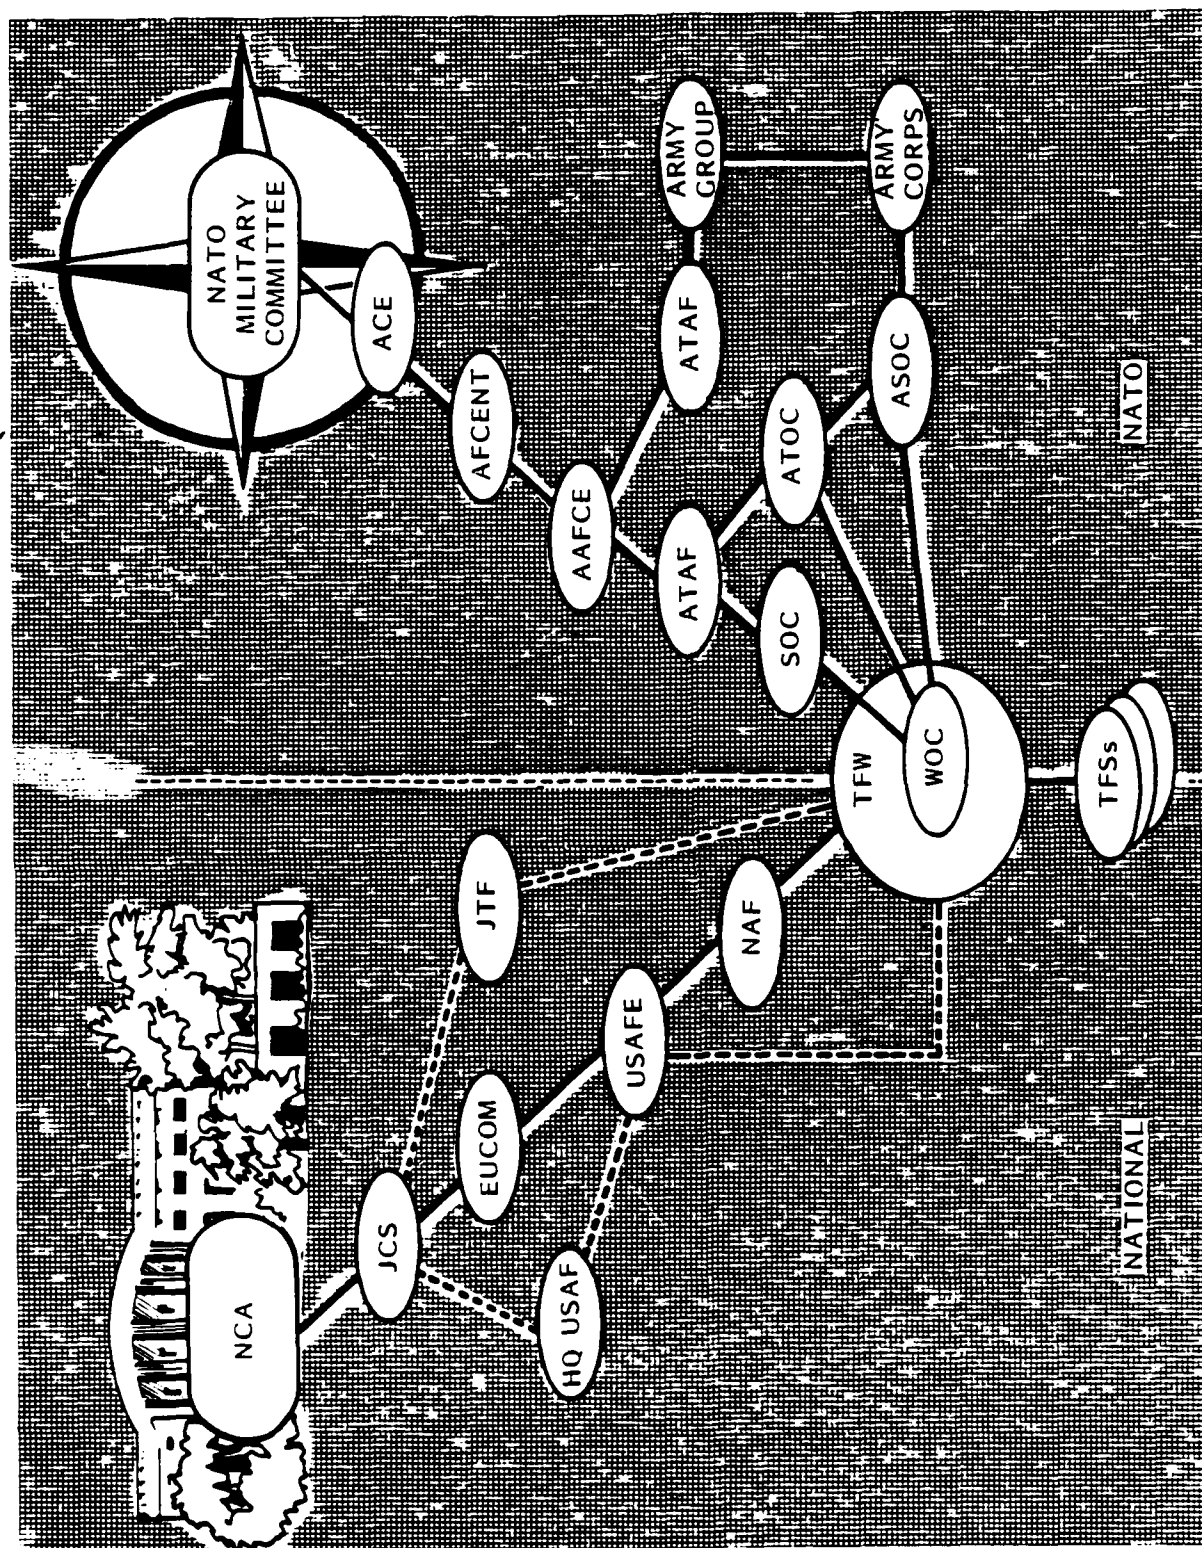 NCA
JCS
HQ USAF
EUCOM
JTF
USAFE
NAF
NATO
MILITARY
COMMITTEE
ACE
AFCENT
AAFCE
ATAF
ATAF
ARMY
GROUP
SOC
ATOC
ASOC
ARMY
CORPS
TFW
WOC
TFSs
NATIONAL
NATO